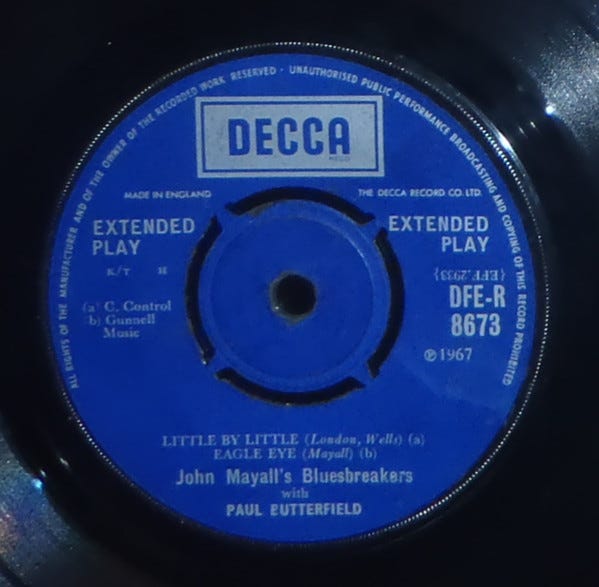 ALL RIGHTS OF THE MANUFACTURER AND OF THE OWNER OF THE RECORDED WORK RESERVED · UNAUTHORISED PUBLIC PERFORMANCE BROADCASTING AND COPYING OF THIS RECORD PROHIBITED
DECCA
MADE IN ENGLAND
THE DECCA RECORD CO. LTD.
EXTENDED
PLAY
EXTENDED
PLAY
K/T H
(EFF.2933)
DFE-R
8673
(a) C. Control
(b) Gunnell
Music
℗1967
LITTLE BY LITTLE (London, Wells) (a)
EAGLE EYE (Mayall) (b)
John Mayall's Bluesbreakers
with
PAUL BUTTERFIELD